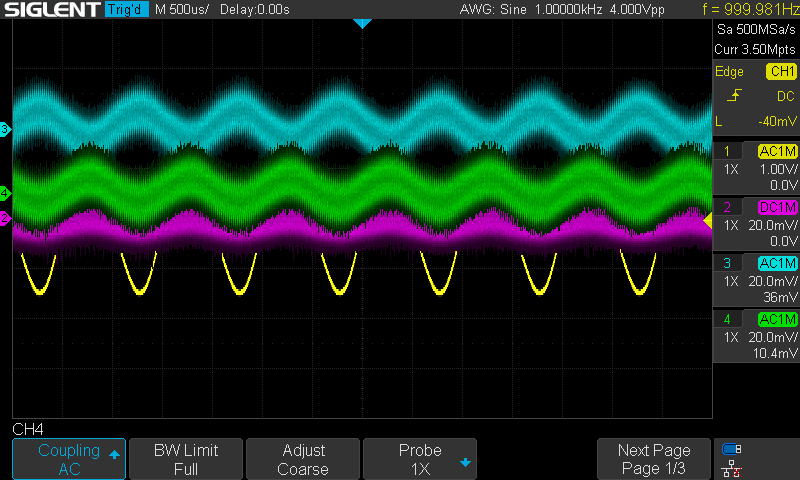 SIGLENT Trig'd M 500us/ Delay:0.00s AWG: Sine 1.00000kHz 4.000Vpp f = 999.981Hz
Sa 500MSa/s
Curr 3.50Mpts
Edge CH1
DC
L -40mV
1 AC1M
1X 1.00V/
0.0V
2 DC1M
1X 20.0mV/
0.0V
3 AC1M
1X 20.0mV/
36mV
4 AC1M
1X 20.0mV/
10.4mV
3
4
2
CH4
Coupling
AC
BW Limit
Full
Adjust
Coarse
Probe
1X
Next Page
Page 1/3